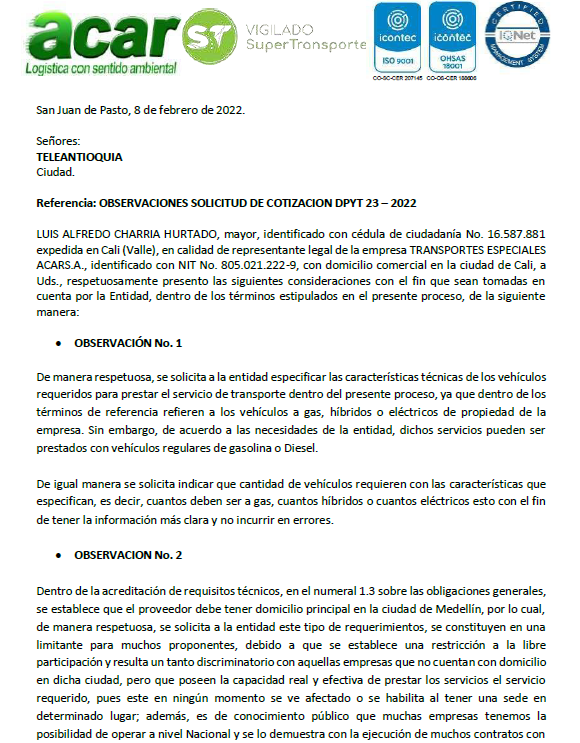 acar
Logística con sentido ambiental
ST
VIGILADO
SuperTransporte
icontec
ISO 9001
CO-SC-CER 207145
icontec
OHSAS
18001
CERTIFIED
IQNet
MANAGEMENT SYSTEM
San Juan de Pasto, 8 de febrero de 2022.
Señores:
TELEANTIOQUIA
Ciudad.
Referencia: OBSERVACIONES SOLICITUD DE COTIZACION DPYT 23 – 2022
LUIS ALFREDO CHARRIA HURTADO, mayor, identificado con cédula de ciudadanía No. 16.587.881
expedida en Cali (Valle), en calidad de representante legal de la empresa TRANSPORTES ESPECIALES
ACARS.A., identificado con NIT No. 805.021.222-9, con domicilio comercial en la ciudad de Cali, a
Uds., respetuosamente presento las siguientes consideraciones con el fin que sean tomadas en
cuenta por la Entidad, dentro de los términos estipulados en el presente proceso, de la siguiente
manera:
• OBSERVACIÓN No. 1
De manera respetuosa, se solicita a la entidad especificar las características técnicas de los vehículos
requeridos para prestar el servicio de transporte dentro del presente proceso, ya que dentro de los
términos de referencia refieren a los vehículos a gas, híbridos o eléctricos de propiedad de la
empresa. Sin embargo, de acuerdo a las necesidades de la entidad, dichos servicios pueden ser
prestados con vehículos regulares de gasolina o Diesel.
De igual manera se solicita indicar que cantidad de vehículos requieren con las características que
especifican, es decir, cuantos deben ser a gas, cuantos híbridos o cuantos eléctricos esto con el fin
de tener la información más clara y no incurrir en errores.
• OBSERVACION No. 2
Dentro de la acreditación de requisitos técnicos, en el numeral 1.3 sobre las obligaciones generales,
se establece que el proveedor debe tener domicilio principal en la ciudad de Medellín, por lo cual,
de manera respetuosa, se solicita a la entidad este tipo de requerimientos, se constituyen en una
limitante para muchos proponentes, debido a que se establece una restricción a la libre
participación y resulta un tanto discriminatorio con aquellas empresas que no cuentan con domicilio
en dicha ciudad, pero que poseen la capacidad real y efectiva de prestar los servicios el servicio
requerido, pues este en ningún momento se ve afectado o se habilita al tener una sede en
determinado lugar; además, es de conocimiento público que muchas empresas tenemos la
posibilidad de operar a nivel Nacional y se lo demuestra con la ejecución de muchos contratos con